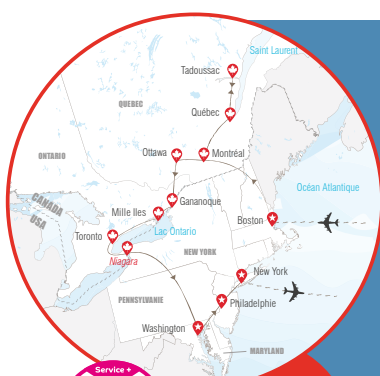 Saint Laurent
Tadoussac
QUEBEC
Québec
ONTARIO
Ottawa
Montréal
CANADA
USA
Gananoque
Mille Iles
Océan Atlantique
Boston
Toronto
Lac Ontario
Niagara
NEW YORK
New York
PENNSYLVANIE
Philadelphie
Washington
MARYLAND
Service +